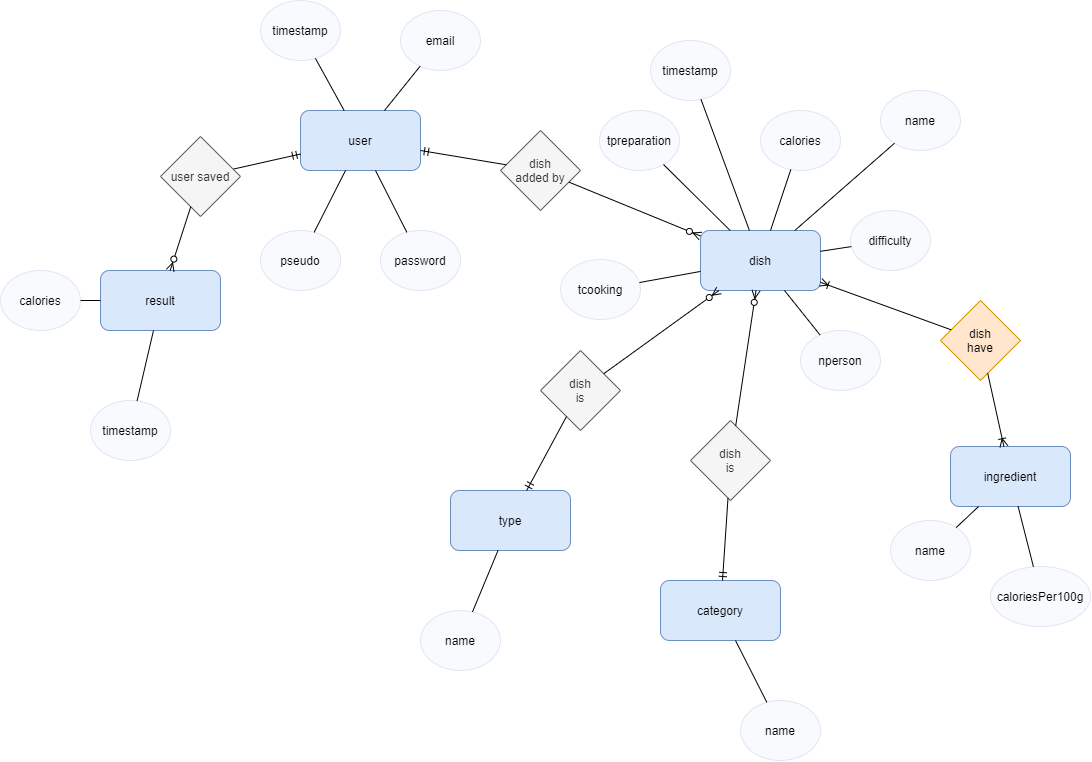 timestamp
email
timestamp
name
tpreparation
calories
user
dish
added by
user saved
pseudo
password
difficulty
dish
tcooking
calories
result
nperson
dish
have
dish
is
timestamp
dish
is
ingredient
type
name
caloriesPer100g
category
name
name